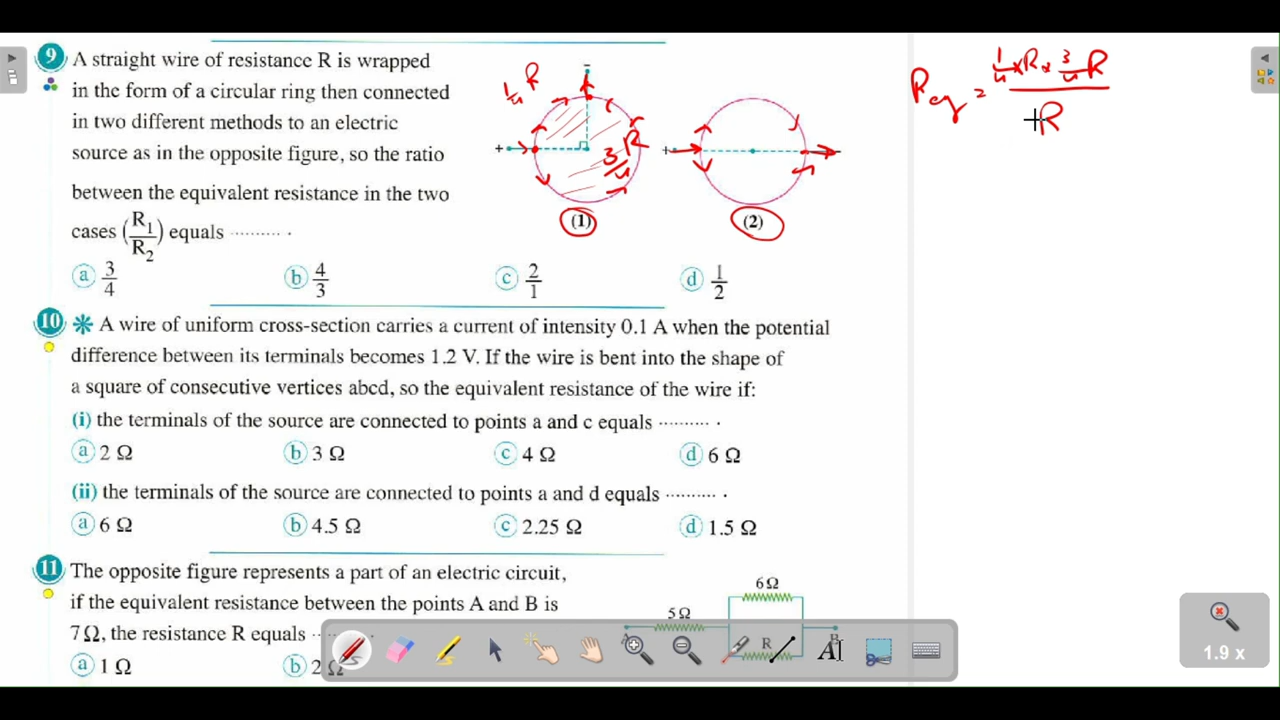 9 A straight wire of resistance R is wrapped
in the form of a circular ring then connected
in two different methods to an electric
source as in the opposite figure, so the ratio
between the equivalent resistance in the two
cases (R1/R2) equals ·········· .
1/4 R
3/4 R
+
-
(1)
+
-
(2)
a 3/4
b 4/3
c 2/1
d 1/2
10 * A wire of uniform cross-section carries a current of intensity 0.1 A when the potential
difference between its terminals becomes 1.2 V. If the wire is bent into the shape of
a square of consecutive vertices abcd, so the equivalent resistance of the wire if:
(i) the terminals of the source are connected to points a and c equals ·········· .
a 2 Ω
b 3 Ω
c 4 Ω
d 6 Ω
(ii) the terminals of the source are connected to points a and d equals ·········· .
a 6 Ω
b 4.5 Ω
c 2.25 Ω
d 1.5 Ω
11 The opposite figure represents a part of an electric circuit,
if the equivalent resistance between the points A and B is
7 Ω, the resistance R equals
a 1 Ω
b 2 Ω
6 Ω
5 Ω
A
R
B
Req = 1/4 × R × 3/4 R / R
A
1.9 x